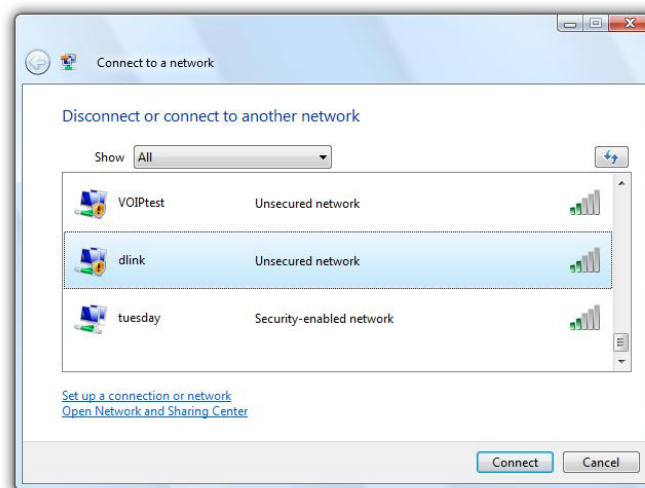 Connect to a network
Disconnect or connect to another network
Show All
VOIPtest Unsecured network
dlink Unsecured network
tuesday Security-enabled network
Set up a connection or network
Open Network and Sharing Center
Connect Cancel